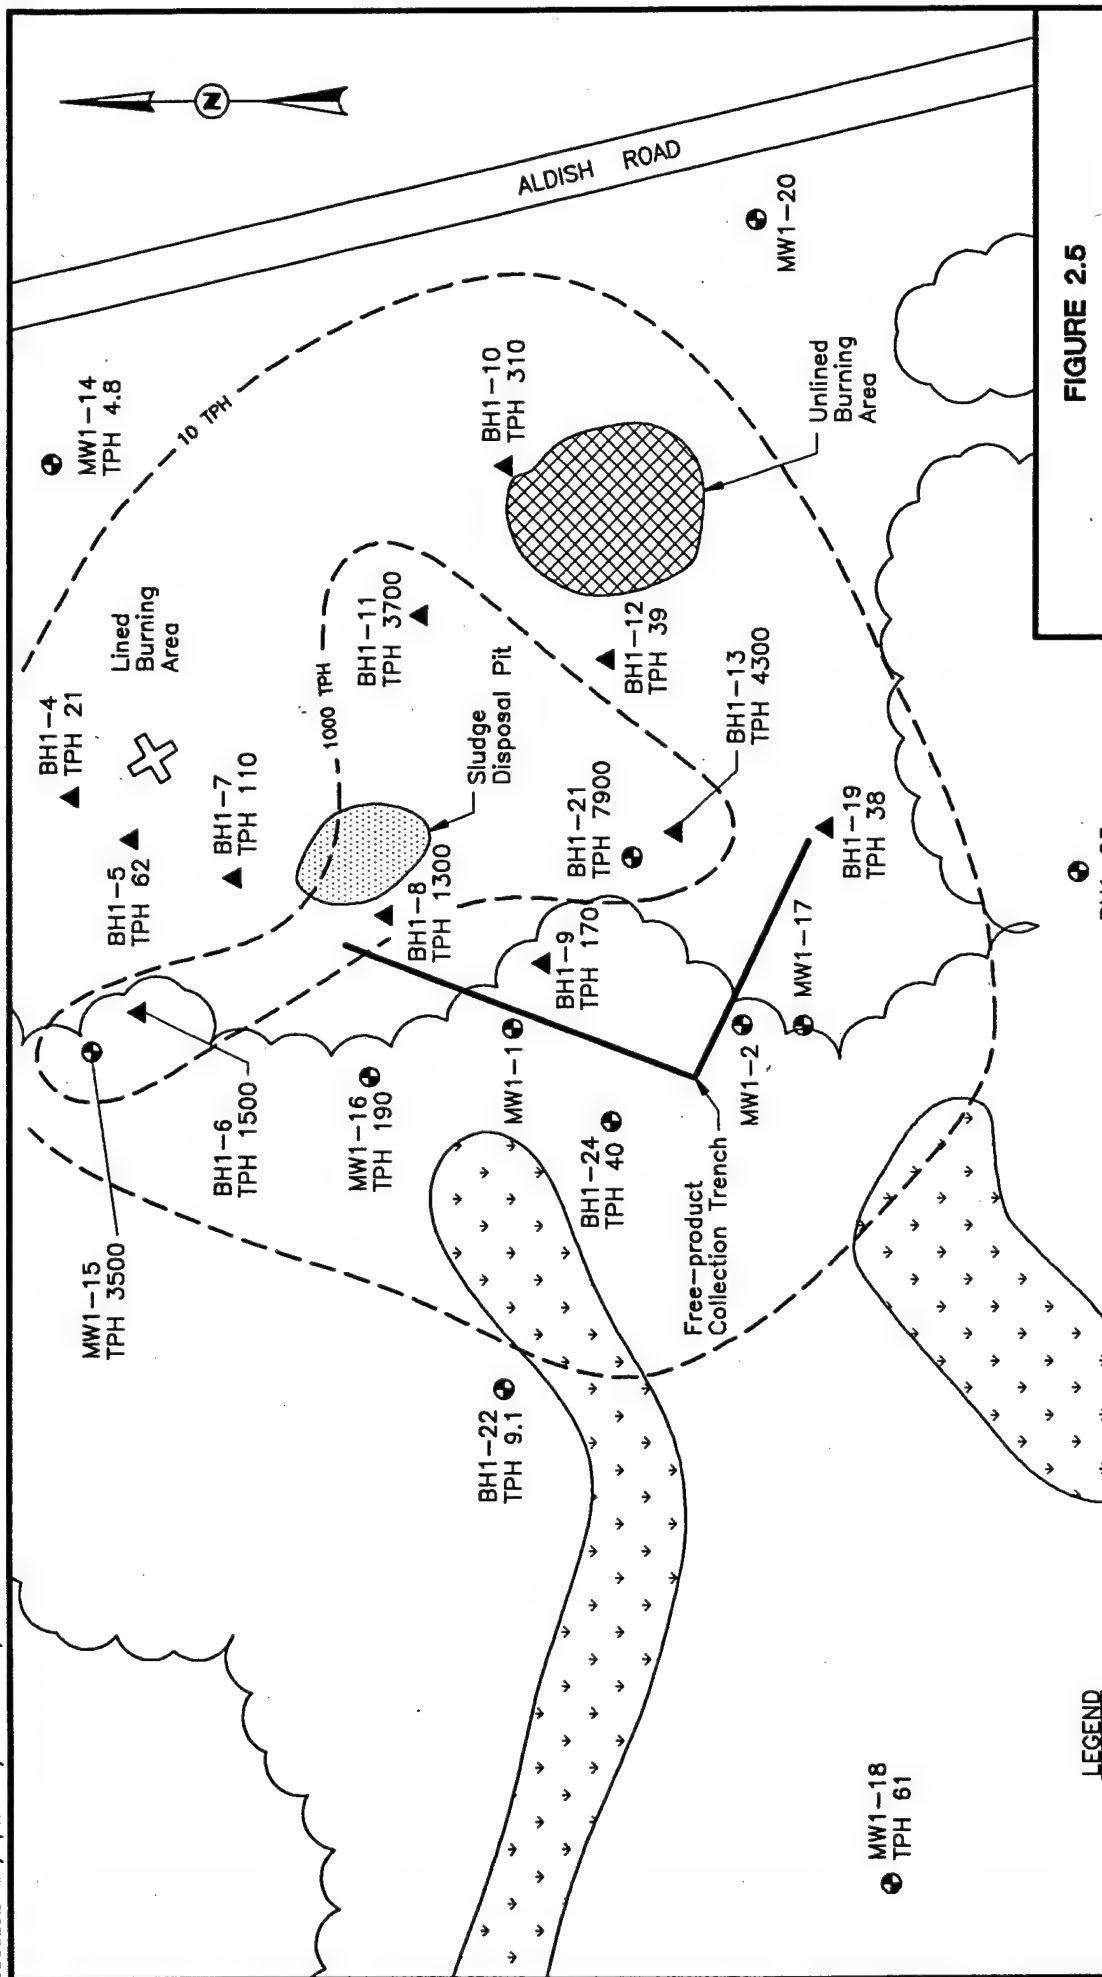 N
ALDISH ROAD
MW1-20
MW1-14
TPH 4.8
10 TPH
BH1-10
TPH 310
Unlined
Burning
Area
FIGURE 2.5
Lined
Burning
Area
BH1-4
TPH 21
BH1-5
TPH 62
BH1-7
TPH 110
1000 TPH
BH1-11
TPH 3700
Sludge
Disposal Pit
BH1-12
TPH 39
BH1-13
TPH 4300
BH1-8
TPH 1300
BH1-21
TPH 7900
BH1-19
TPH 38
BH1-9
TPH 170
MW1-17
MW1-2
MW1-1
BH1-6
TPH 1500
MW1-16
TPH 190
BH1-24
TPH 40
Free-product
Collection Trench
MW1-15
TPH 3500
BH1-22
TPH 9.1
MW1-18
TPH 61
LEGEND